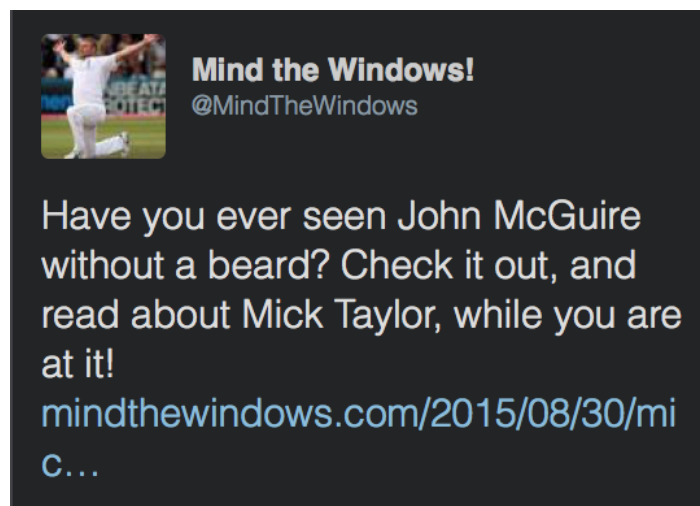 Mind the Windows!
@MindTheWindows
Have you ever seen John McGuire
without a beard? Check it out, and
read about Mick Taylor, while you are
at it!
mindthewindows.com/2015/08/30/mi
c...